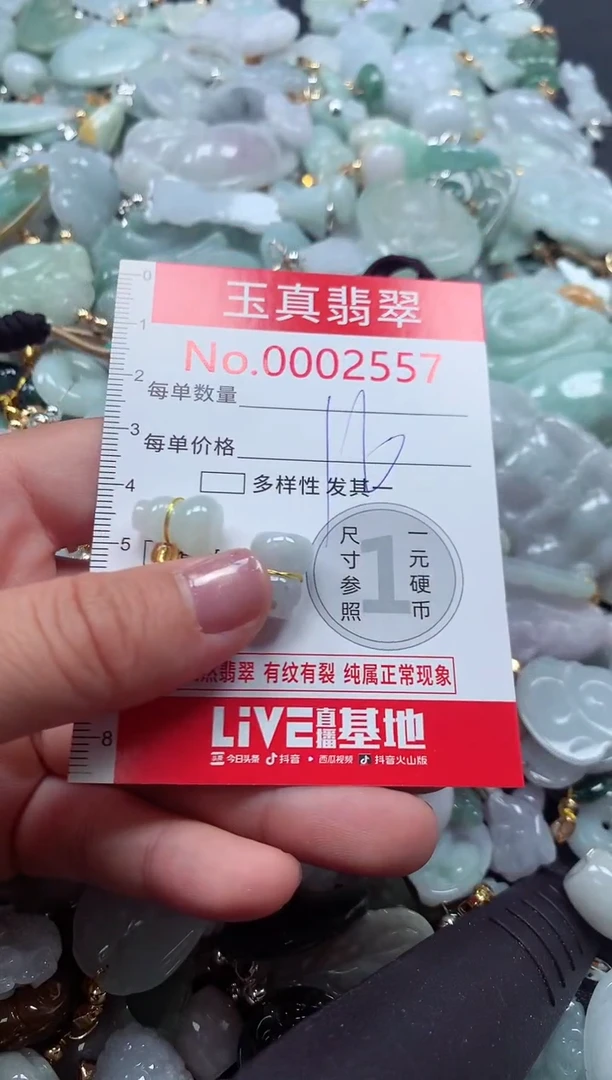 0
1
2
3
4
5
8
玉真翡翠
No.0002557
每单数量
每单价格
多样性 发其一
尺寸参照
1
一元硬币
然翡翠 有纹有裂 纯属正常现象
LiVE直播基地
今日头条 抖音 西瓜视频 抖音火山版